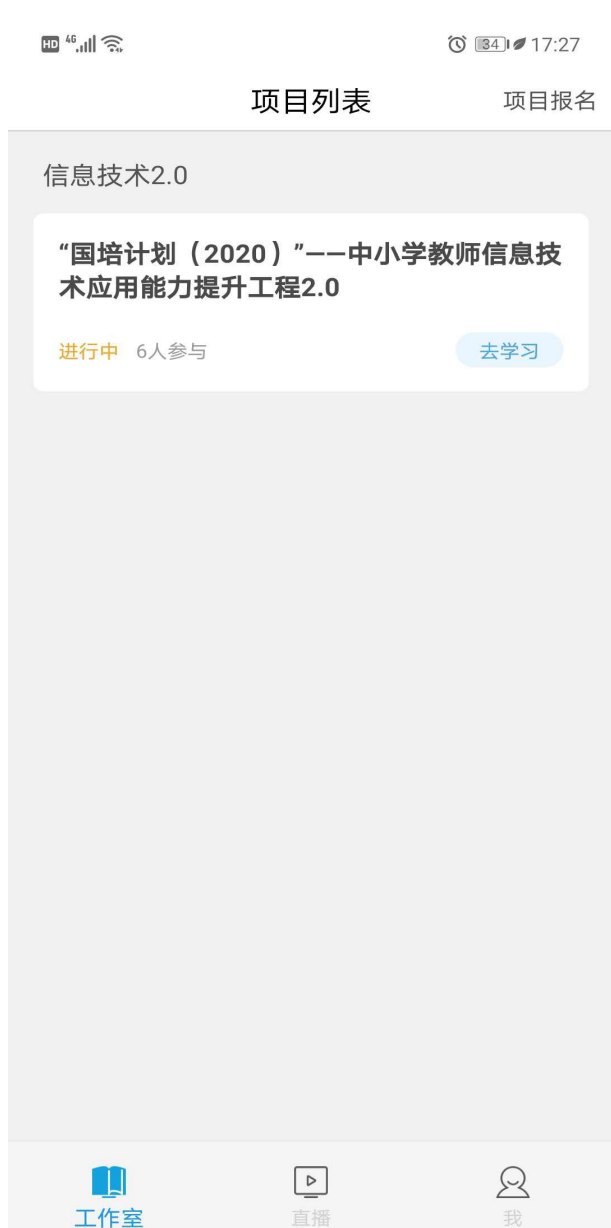 HD 4G 34 17:27
项目列表 项目报名
信息技术2.0
“国培计划（2020）”——中小学教师信息技
术应用能力提升工程2.0
进行中 6人参与 去学习
工作室 直播 我